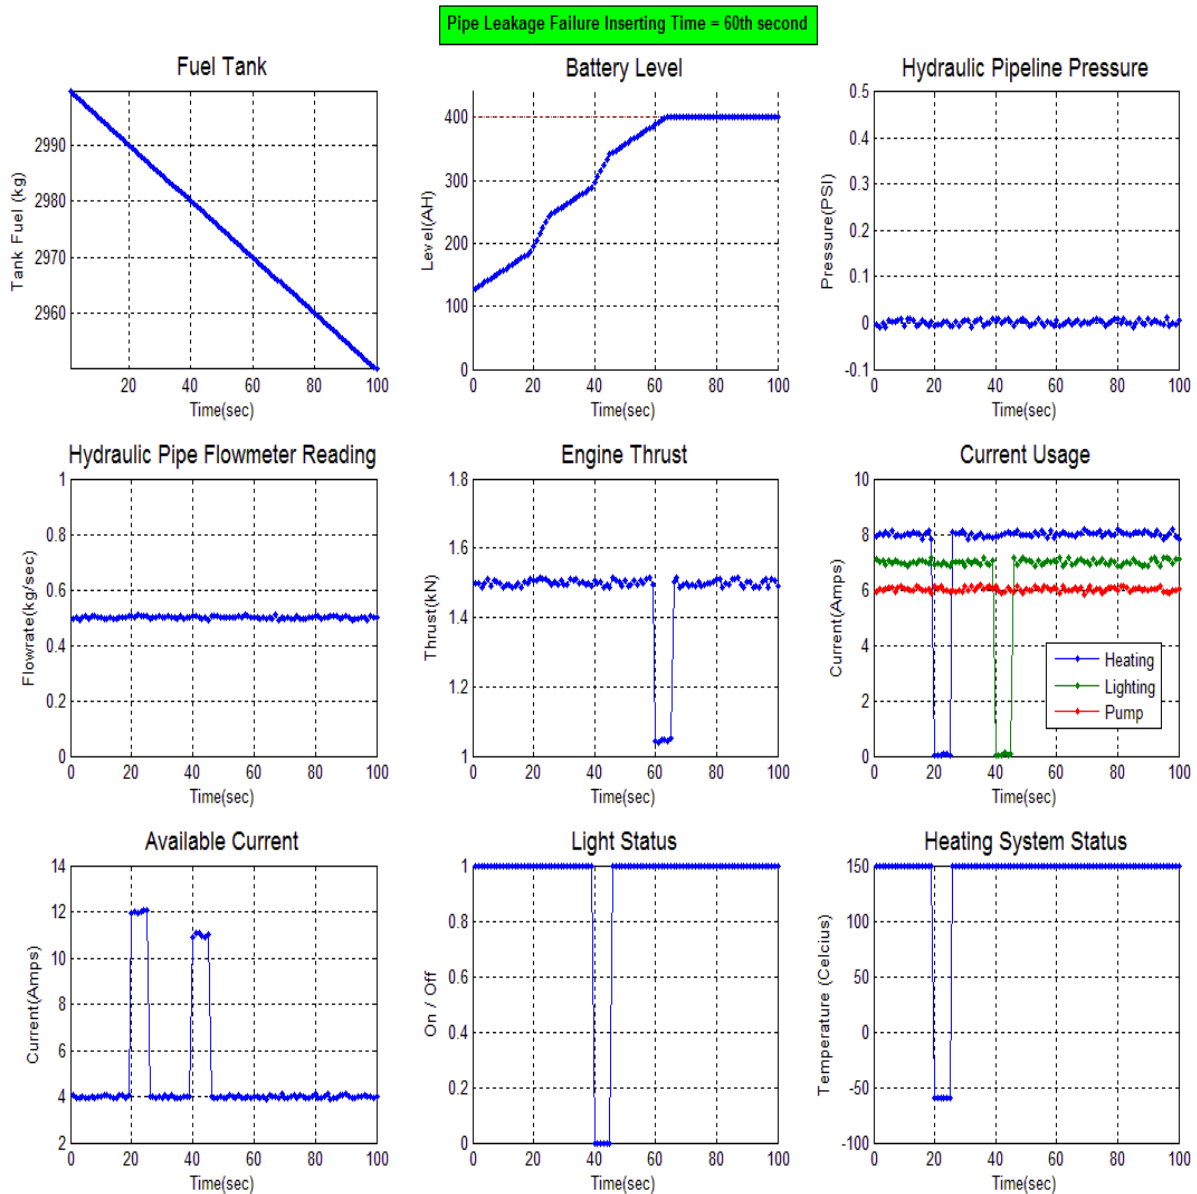 Pipe Leakage Failure Inserting Time = 60th second
Fuel Tank
Battery Level
Hydraulic Pipeline Pressure
Tank Fuel (kg)
2990
2980
2970
2960
20 40 60 80 100
Time(sec)
Level(AH)
400
300
200
100
0
0 20 40 60 80 100
Time(sec)
Pressure(PSI)
0.5
0.4
0.3
0.2
0.1
0
-0.1
0 20 40 60 80 100
Time(sec)
Hydraulic Pipe Flowmeter Reading
Engine Thrust
Current Usage
Flowrate(kg/sec)
1
0.8
0.6
0.4
0.2
0
0 20 40 60 80 100
Time(sec)
Thrust(kN)
1.8
1.6
1.4
1.2
1
0 20 40 60 80 100
Time(sec)
Current(Amps)
10
8
6
4
2
0
Heating
Lighting
Pump
0 20 40 60 80 100
Time(sec)
Available Current
Light Status
Heating System Status
Current(Amps)
14
12
10
8
6
4
2
0 20 40 60 80 100
Time(sec)
On / Off
1
0.8
0.6
0.4
0.2
0
0 20 40 60 80 100
Time(sec)
Temperature (Celcius)
150
100
50
0
-50
-100
0 20 40 60 80 100
Time(sec)